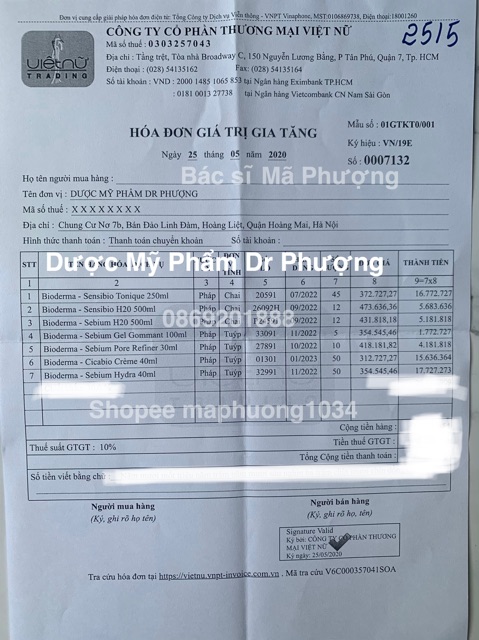 Đơn vị cung cấp giải pháp hóa đơn điện tử: Tổng Công ty Dịch vụ Viễn thông - VNPT Vinaphone, MST:0106869738, Điện thoại:18001260
CÔNG TY CỔ PHẦN THƯƠNG MẠI VIỆT NỮ
2515
Mã số thuế : 0303257043
Địa chỉ : Tầng trệt, Tòa nhà Broadway C, 150 Nguyễn Lương Bằng, P Tân Phú, Quận 7, Tp. HCM
Điện thoại : (028) 54135162 Fax: (028) 54135164
Số tài khoản : VND : 2000 1485 1065 853 tại Ngân hàng Eximbank TP.HCM
: 0181 0013 27738 tại Ngân hàng Vietcombank CN Nam Sài Gòn
việtnữ
TRADING
HÓA ĐƠN GIÁ TRỊ GIA TĂNG
Mẫu số : 01GTKT0/001
Ký hiệu : VN/19E
Ngày 25 tháng 05 năm 2020
Số : 0007132
Họ tên người mua hàng :
Bác sĩ Mã Phượng
Tên đơn vị : DƯỢC MỸ PHẨM DR PHƯỢNG
Mã số thuế : X X X X X X X X
Địa chỉ : Chung Cư Nơ 7b, Bán Đảo Linh Đàm, Hoàng Liệt, Quận Hoàng Mai, Hà Nội
Hình thức thanh toán : Thanh toán chuyển khoản Số tài khoản :
STT THÀNH TIỀN
Dược Mỹ Phẩm Dr Phượng
1 2 3 4 5 6 7 8 9=7x8
1 Bioderma - Sensibio Tonique 250ml Pháp Chai 20591 07/2022 45 372.727,27 16.772.727
2 Bioderma - Sensibio H20 500ml Pháp Chai 26092H 09/2022 12 473.636,36 5.683.636
3 Bioderma - Sebium H20 500ml 09/2022 12 431.818,18 5.181.818
0869291888
4 Bioderma - Sebium Gel Gommant 100ml Pháp Tuýp 33091 11/2022 5 354.545,46 1.772.727
5 Bioderma - Sebium Pore Refiner 30ml Pháp Tuýp 27891 10/2022 10 418.181,82 4.181.818
6 Bioderma - Cicabio Crème 40ml Pháp Tuýp 01301 01/2023 50 312.727,27 15.636.364
7 Bioderma - Sebium Hydra 40ml Pháp Tuýp 32991 11/2022 50 354.545,46 17.727.273
Shopee maphuong1034
Cộng tiền hàng :
Thuế suất GTGT : 10% Tiền thuế GTGT :
Tổng Cộng tiền thanh toán :
Số tiền viết bằng chữ
Người mua hàng Người bán hàng
(Ký, ghi rõ họ tên) (Ký, ghi rõ họ tên)
Signature Valid
Ký bởi: CÔNG TY CỔ PHẦN THƯƠNG
MẠI VIỆT NỮ
Ký ngày: 25/05/2020
Tra cứu hóa đơn tại https://vietnu.vnpt-invoice.com.vn . Mã tra cứu V6C000357041SOA